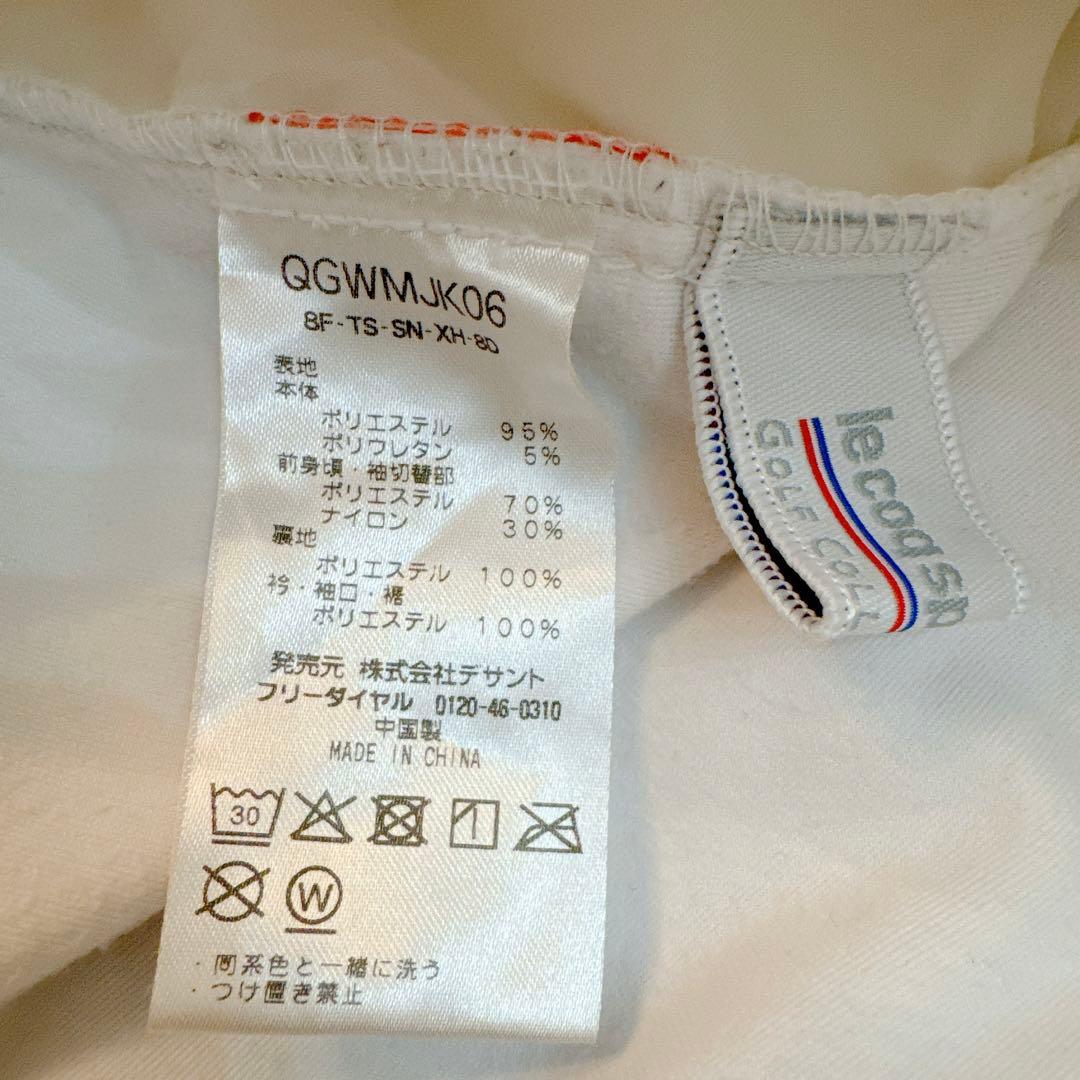 QGWMJK06
8F-TS-SN-XH-8D
表地
本体
ポリエステル 95%
ポリウレタン 5%
前身頃・袖切替部
ポリエステル 70%
ナイロン 30%
裏地
ポリエステル 100%
衿・袖口・裾
ポリエステル 100%
発売元 株式会社デサント
フリーダイヤル 0120-46-0310
中国製
MADE IN CHINA
30
W
・同系色と一緒に洗う
・つけ置き禁止
le coq sp
GOLF COLL